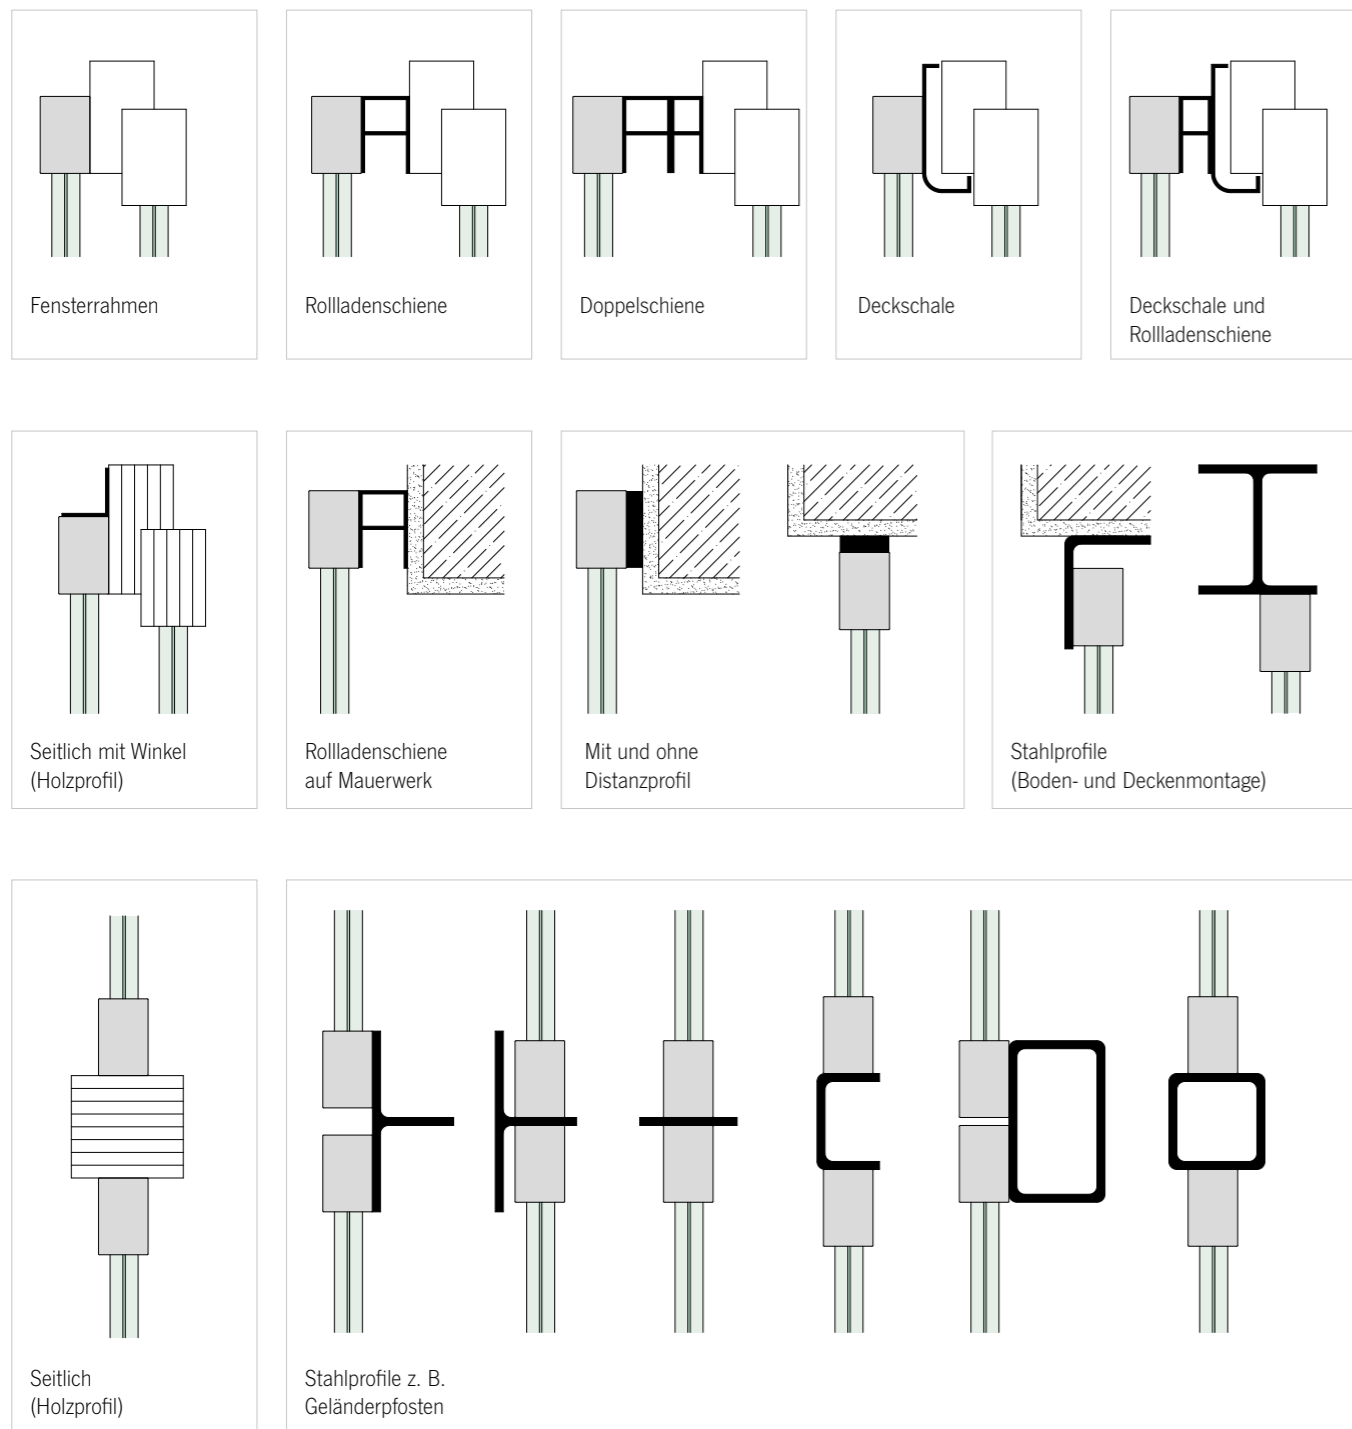 Fensterrahmen
Rollladenschiene
Doppelschiene
Deckschale
Deckschale und
Rollladenschiene
Seitlich mit Winkel
(Holzprofil)
Rollladenschiene
auf Mauerwerk
Mit und ohne
Distanzprofil
Stahlprofile
(Boden- und Deckenmontage)
Seitlich
(Holzprofil)
Stahlprofile z. B.
Geländerpfosten